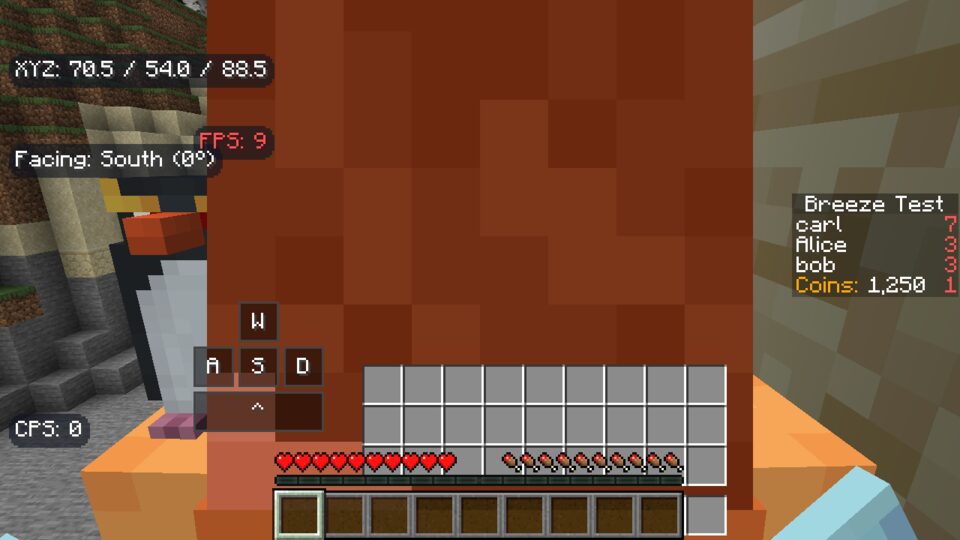 XYZ: 70.5 / 54.0 / 88.5
FPS: 9
Facing: South (0°)
Breeze Test
carl 7
Alice 3
bob 3
Coins: 1,250 1
W
A S D
^
CPS: 0